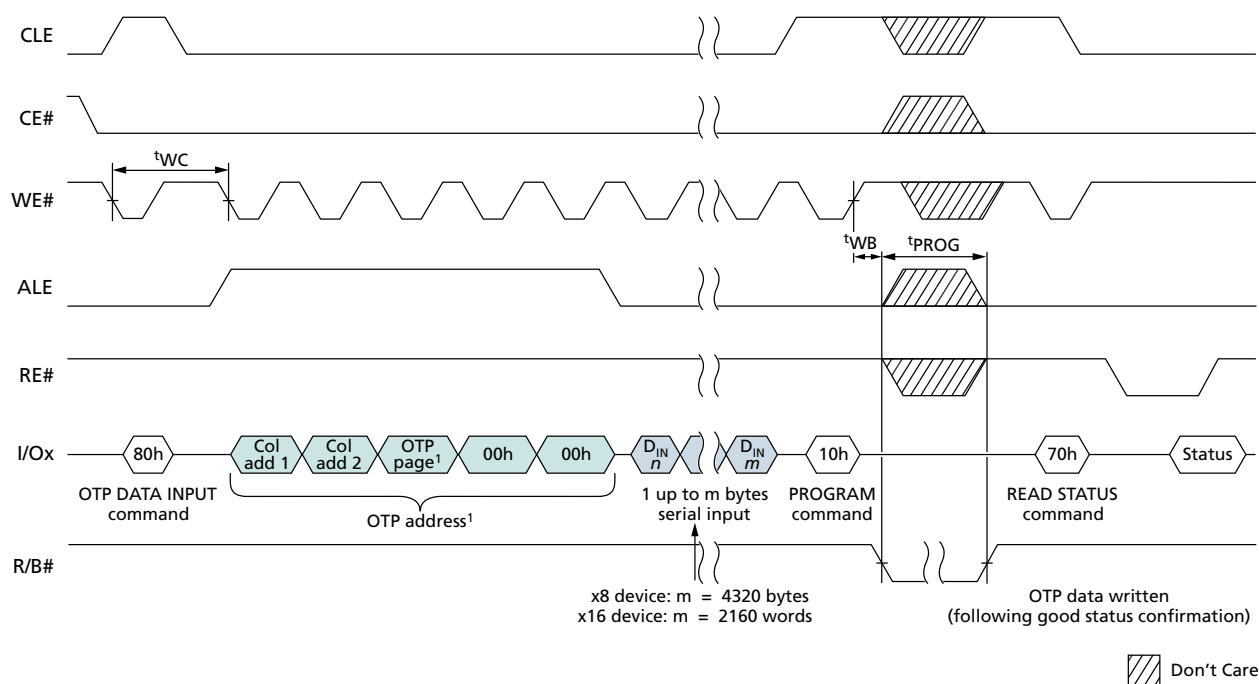 CLE
CE#
tWC
WE#
tWB
tPROG
ALE
RE#
I/Ox
80h
Col add 1
Col add 2
OTP page1
00h
00h
DIN n
DIN m
10h
70h
Status
OTP DATA INPUT command
OTP address1
1 up to m bytes serial input
PROGRAM command
READ STATUS command
R/B#
x8 device: m = 4320 bytes
x16 device: m = 2160 words
OTP data written
(following good status confirmation)
Don't Care